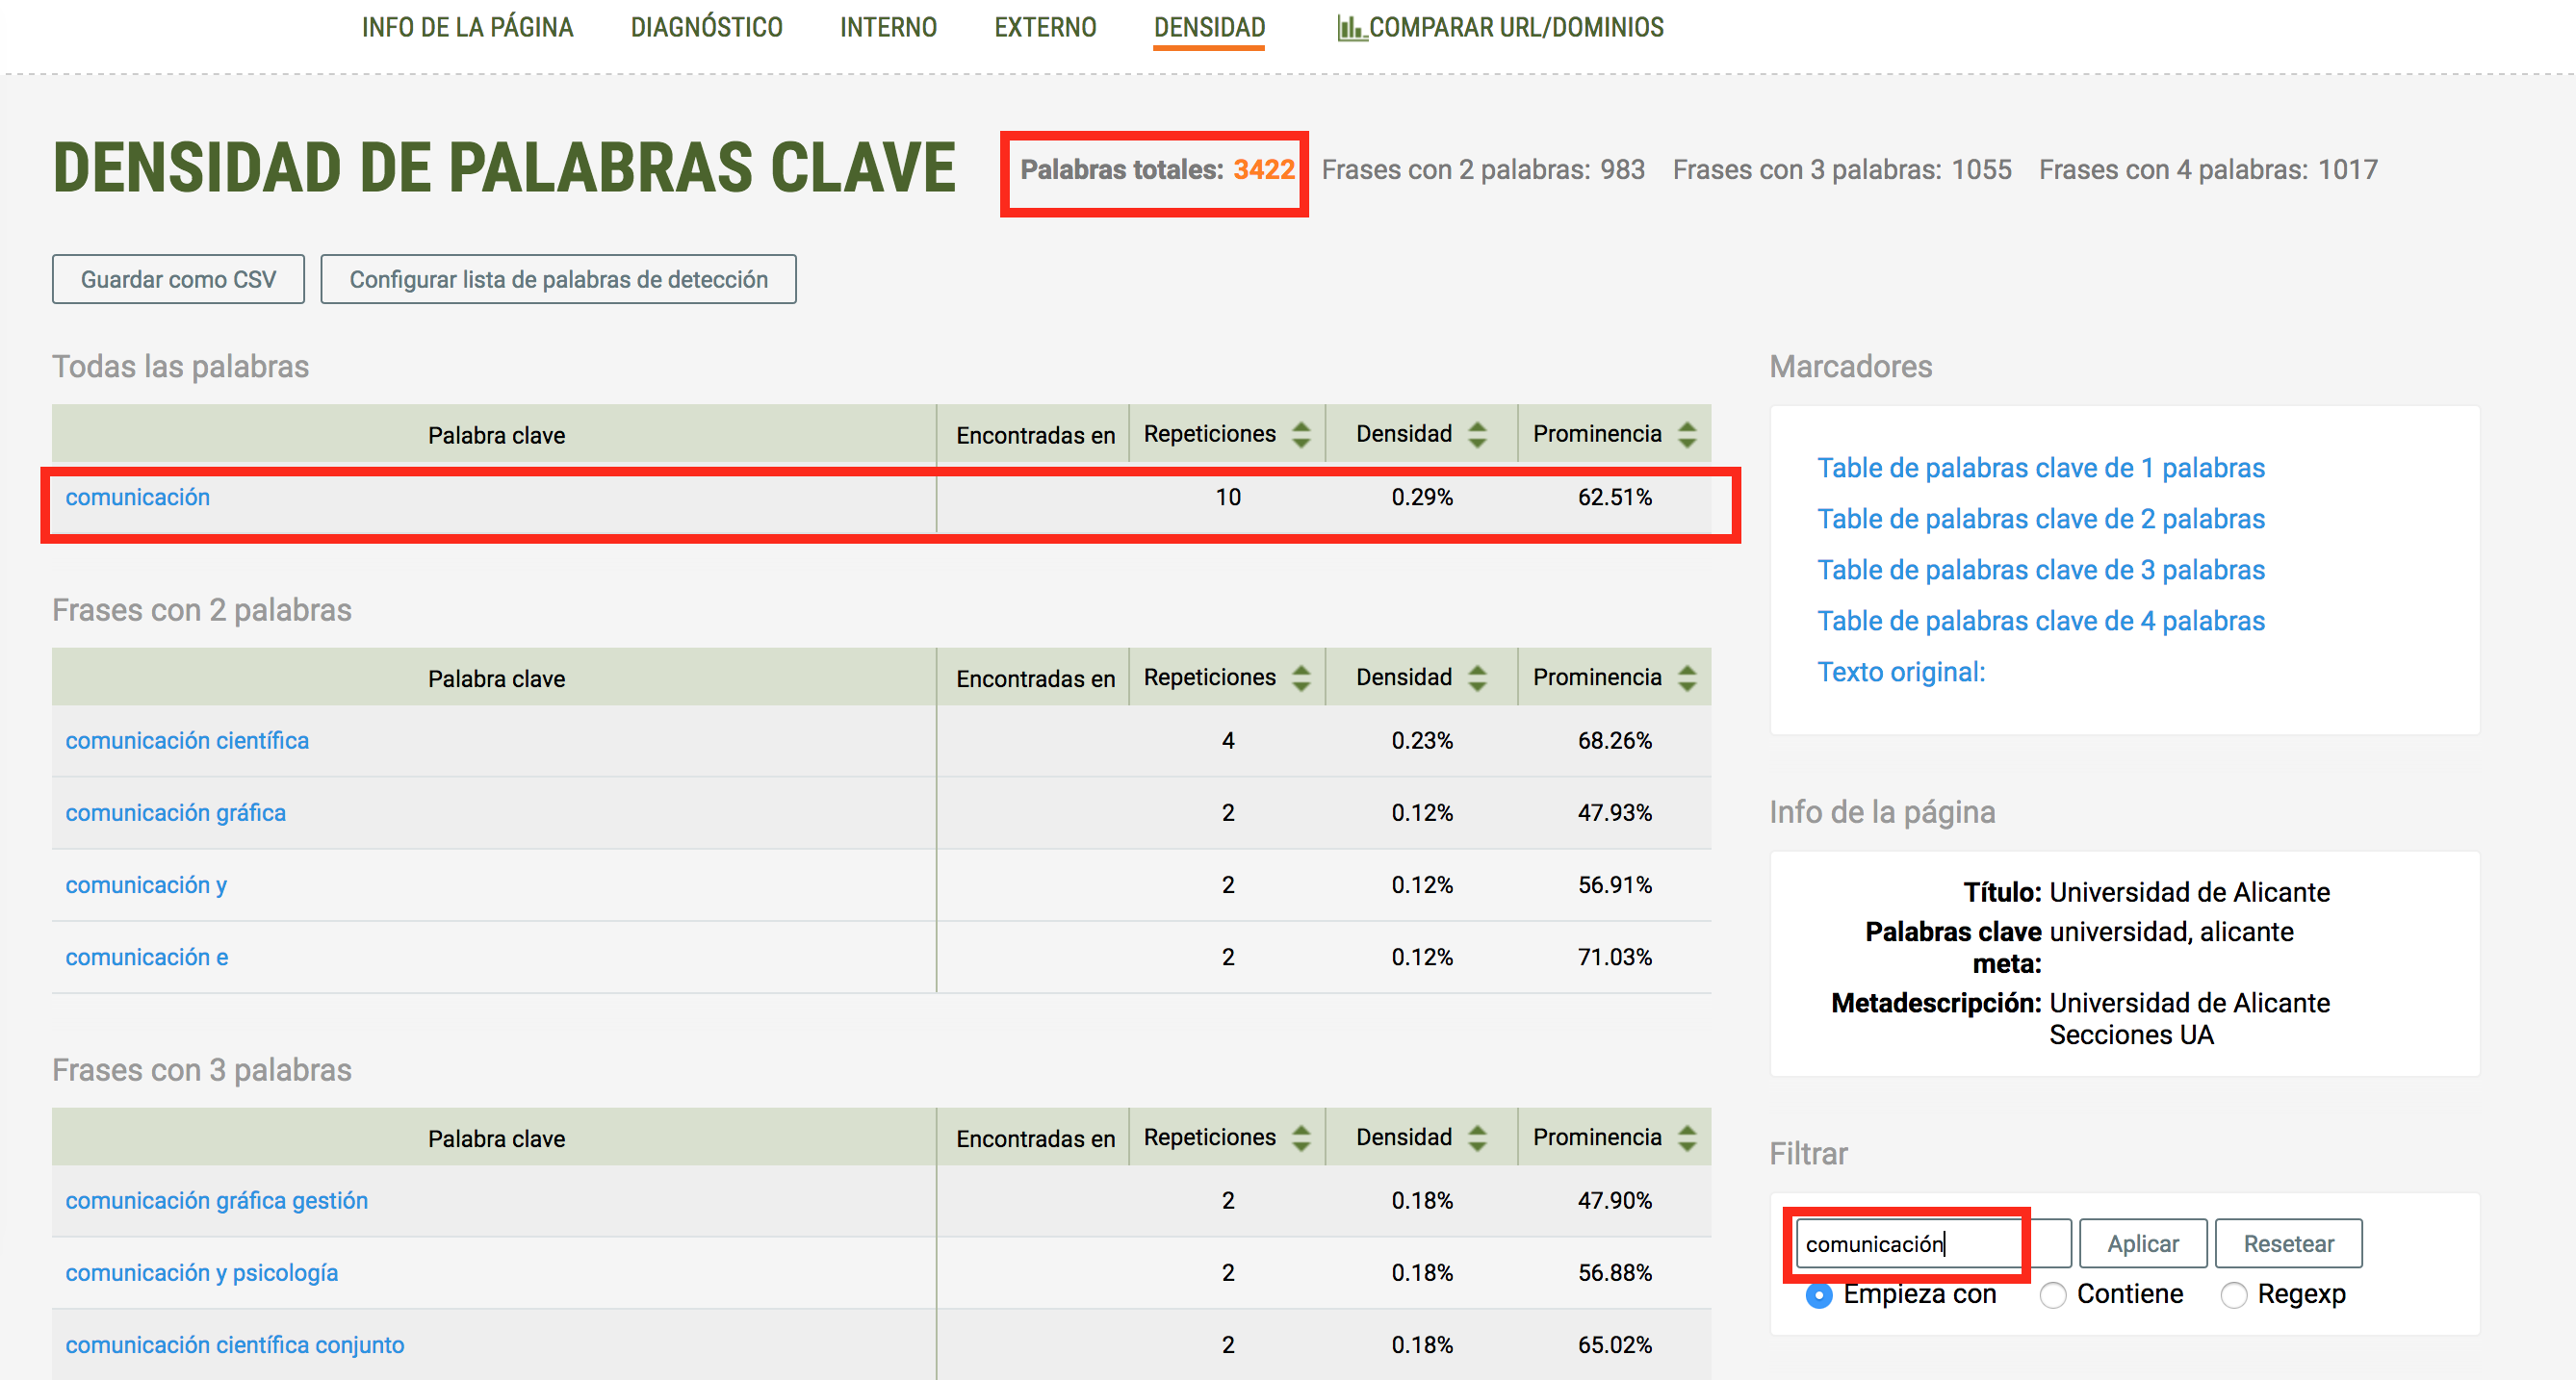 INFO DE LA PÁGINA DIAGNÓSTICO INTERNO EXTERNO DENSIDAD COMPARAR URL/DOMINIOS
DENSIDAD DE PALABRAS CLAVE Palabras totales: 3422 Frases con 2 palabras: 983 Frases con 3 palabras: 1055 Frases con 4 palabras: 1017
Guardar como CSV Configurar lista de palabras de detección
Todas las palabras
Palabra clave Encontradas en Repeticiones Densidad Prominencia
comunicación 10 0.29% 62.51%
Frases con 2 palabras
Palabra clave Encontradas en Repeticiones Densidad Prominencia
comunicación científica 4 0.23% 68.26%
comunicación gráfica 2 0.12% 47.93%
comunicación y 2 0.12% 56.91%
comunicación e 2 0.12% 71.03%
Frases con 3 palabras
Palabra clave Encontradas en Repeticiones Densidad Prominencia
comunicación gráfica gestión 2 0.18% 47.90%
comunicación y psicología 2 0.18% 56.88%
comunicación científica conjunto 2 0.18% 65.02%
Marcadores
Table de palabras clave de 1 palabras
Table de palabras clave de 2 palabras
Table de palabras clave de 3 palabras
Table de palabras clave de 4 palabras
Texto original:
Info de la página
Título: Universidad de Alicante
Palabras clave universidad, alicante
meta:
Metadescripción: Universidad de Alicante
Secciones UA
Filtrar
comunicación Aplicar Resetear
Empieza con Contiene Regexp